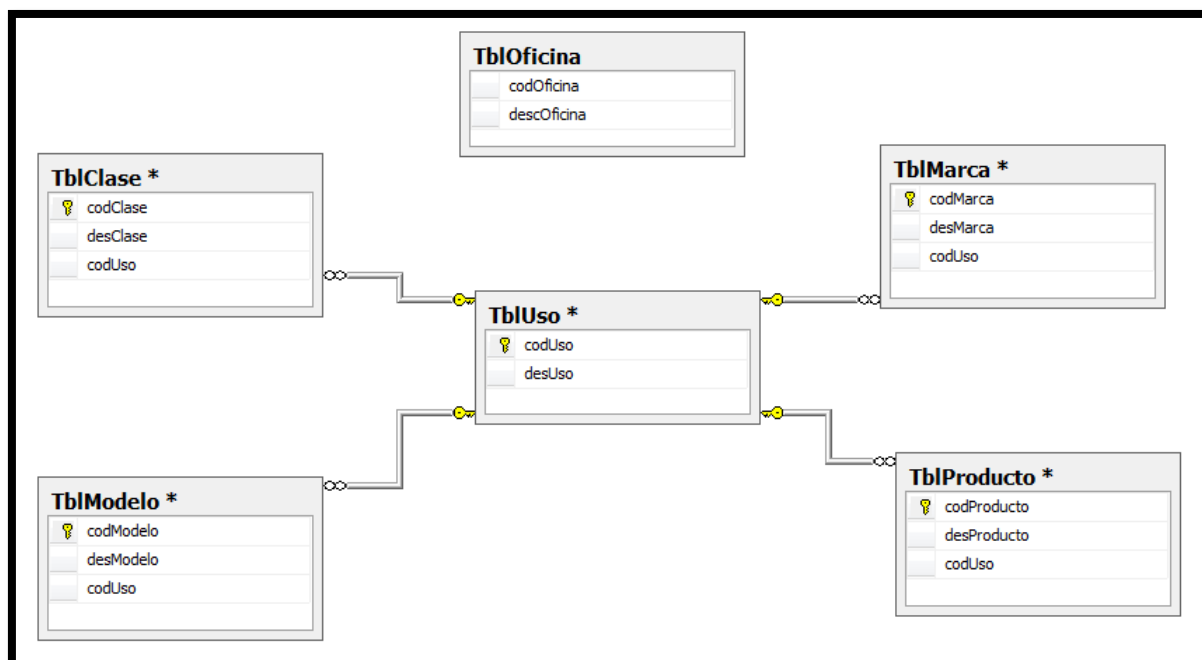 TblOficina
codOficina
descOficina
TblClase *
codClase
desClase
codUso
TblMarca *
codMarca
desMarca
codUso
TblUso *
codUso
desUso
TblModelo *
codModelo
desModelo
codUso
TblProducto *
codProducto
desProducto
codUso